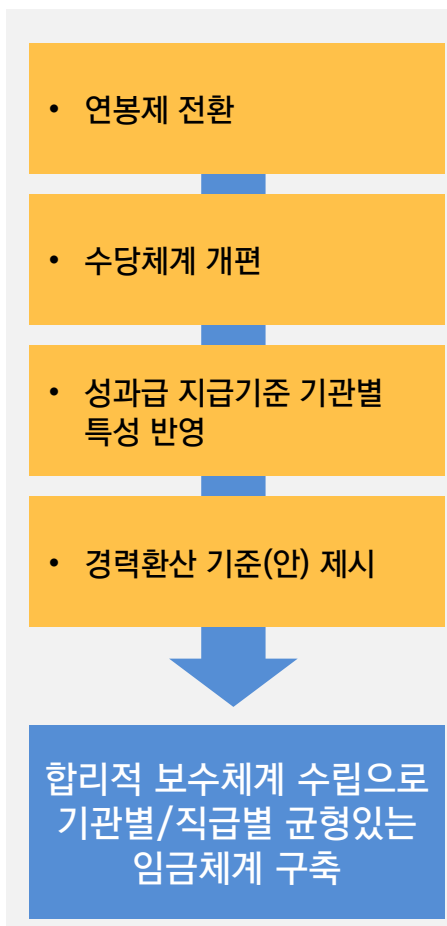 • 연봉제 전환
• 수당체계 개편
• 성과급 지급기준 기관별
특성 반영
• 경력환산 기준(안) 제시
합리적 보수체계 수립으로
기관별/직급별 균형있는
임금체계 구축